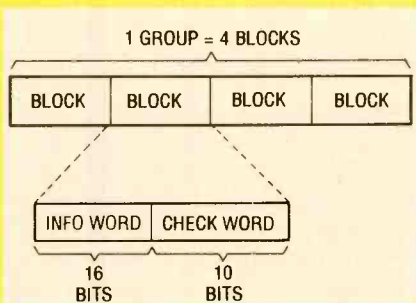 1 GROUP = 4 BLOCKS
BLOCK BLOCK BLOCK BLOCK
INFO WORD CHECK WORD
16 10
BITS BITS